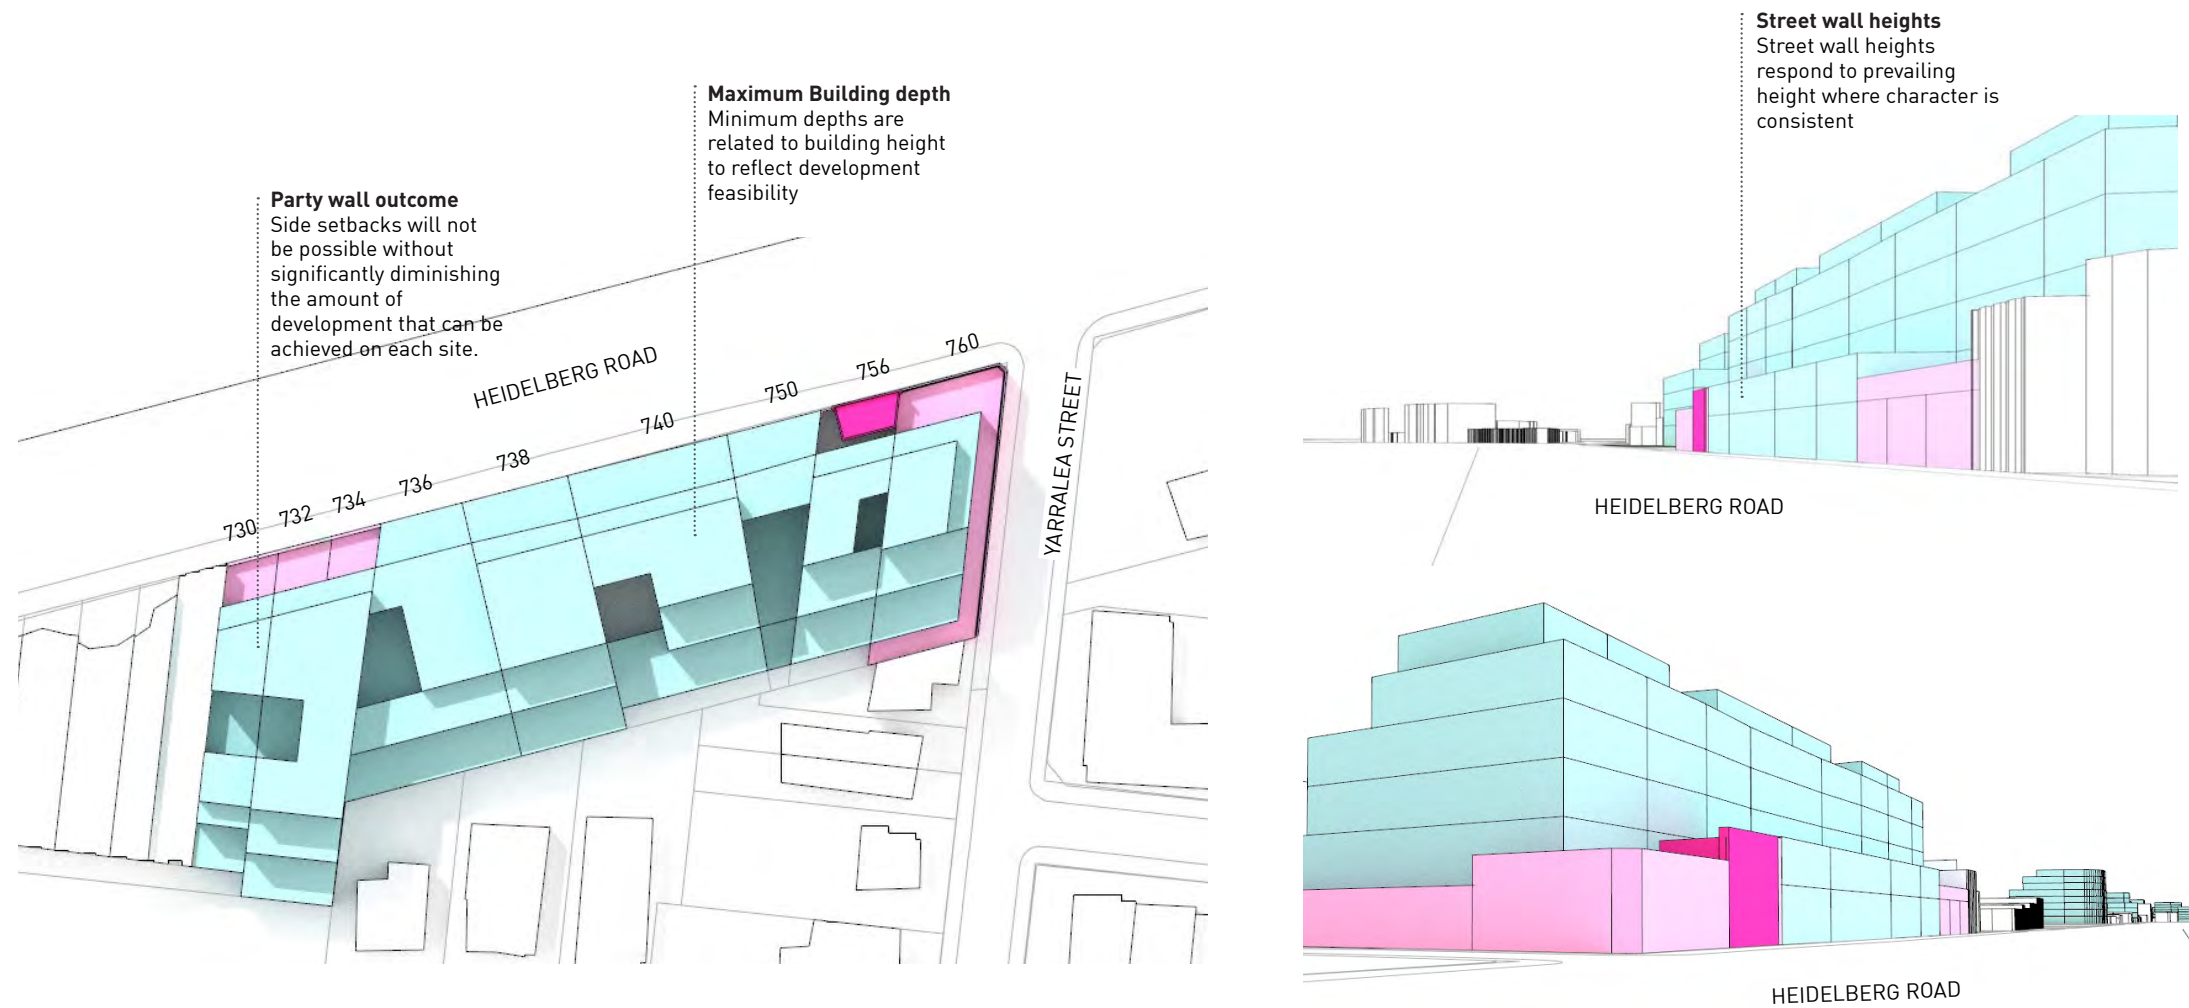 Party wall outcome
Side setbacks will not
be possible without
significantly diminishing
the amount of
development that can be
achieved on each site.
Maximum Building depth
Minimum depths are
related to building height
to reflect development
feasibility
HEIDELBERG ROAD
730
732
734
736
738
740
750
756
760
YARRALEA STREET
Street wall heights
Street wall heights
respond to prevailing
height where character is
consistent
HEIDELBERG ROAD
HEIDELBERG ROAD